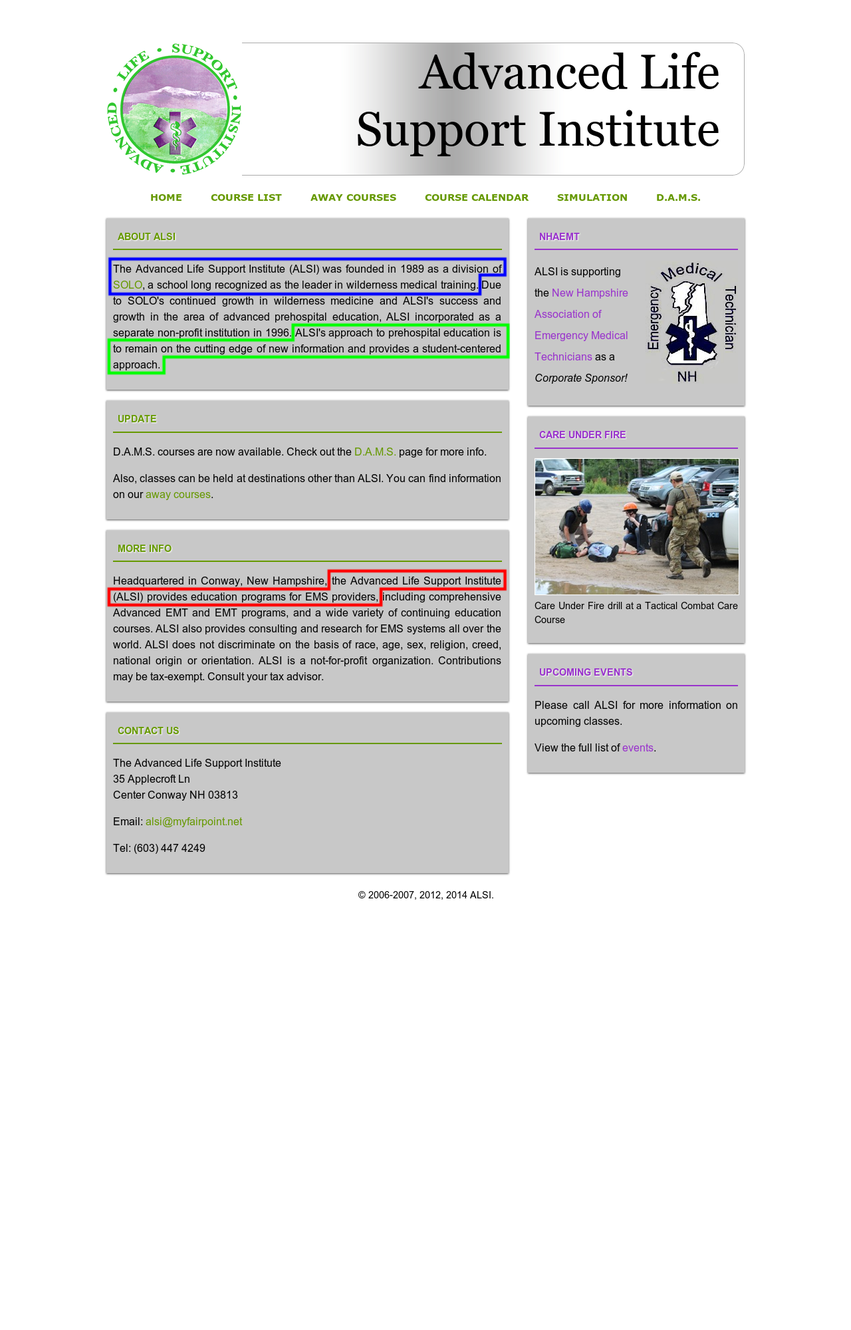 ADVANCED • LIFE • SUPPORT • INSTITUTE •
Advanced Life
Support Institute
HOME COURSE LIST AWAY COURSES COURSE CALENDAR SIMULATION D.A.M.S.
ABOUT ALSI
The Advanced Life Support Institute (ALSI) was founded in 1989 as a division of
SOLO, a school long recognized as the leader in wilderness medical training. Due
to SOLO's continued growth in wilderness medicine and ALSI's success and
growth in the area of advanced prehospital education, ALSI incorporated as a
separate non-profit institution in 1996. ALSI's approach to prehospital education is
to remain on the cutting edge of new information and provides a student-centered
approach.
UPDATE
D.A.M.S. courses are now available. Check out the D.A.M.S. page for more info.
Also, classes can be held at destinations other than ALSI. You can find information
on our away courses.
MORE INFO
Headquartered in Conway, New Hampshire, the Advanced Life Support Institute
(ALSI) provides education programs for EMS providers, including comprehensive
Advanced EMT and EMT programs, and a wide variety of continuing education
courses. ALSI also provides consulting and research for EMS systems all over the
world. ALSI does not discriminate on the basis of race, age, sex, religion, creed,
national origin or orientation. ALSI is a not-for-profit organization. Contributions
may be tax-exempt. Consult your tax advisor.
CONTACT US
The Advanced Life Support Institute
35 Applecroft Ln
Center Conway NH 03813
Email: alsi@myfairpoint.net
Tel: (603) 447 4249
NHAEMT
ALSI is supporting
the New Hampshire
Association of
Emergency Medical
Technicians as a
Corporate Sponsor!
Emergency
Medical
Technician
NH
CARE UNDER FIRE
Care Under Fire drill at a Tactical Combat Care
Course
UPCOMING EVENTS
Please call ALSI for more information on
upcoming classes.
View the full list of events.
© 2006-2007, 2012, 2014 ALSI.